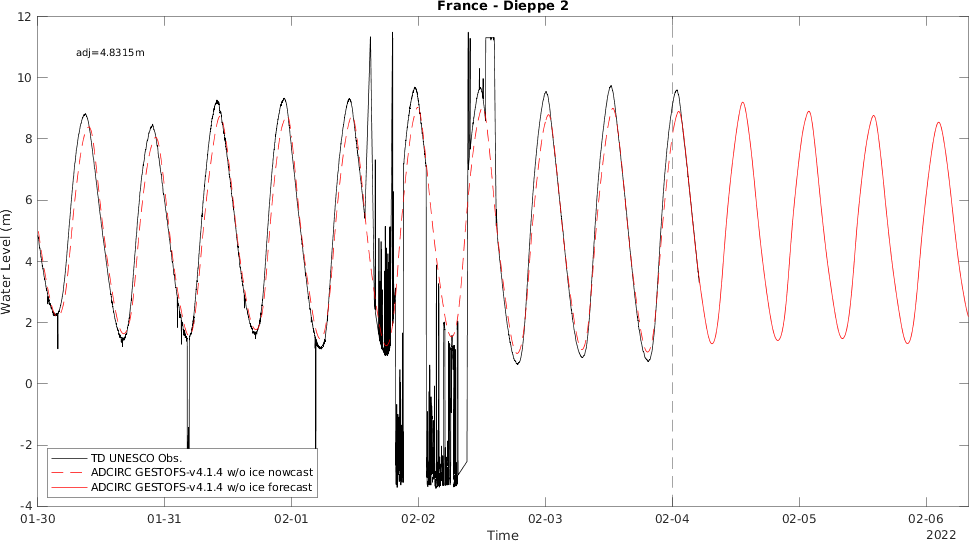 France - Dieppe 2
12
adj=4.8315m
10
8
6
4
2
0
-2
-4
Water Level (m)
TD UNESCO Obs.
ADCIRC GESTOFS-v4.1.4 w/o ice nowcast
ADCIRC GESTOFS-v4.1.4 w/o ice forecast
01-30 01-31 02-01 02-02 02-03 02-04 02-05 02-06
Time
2022